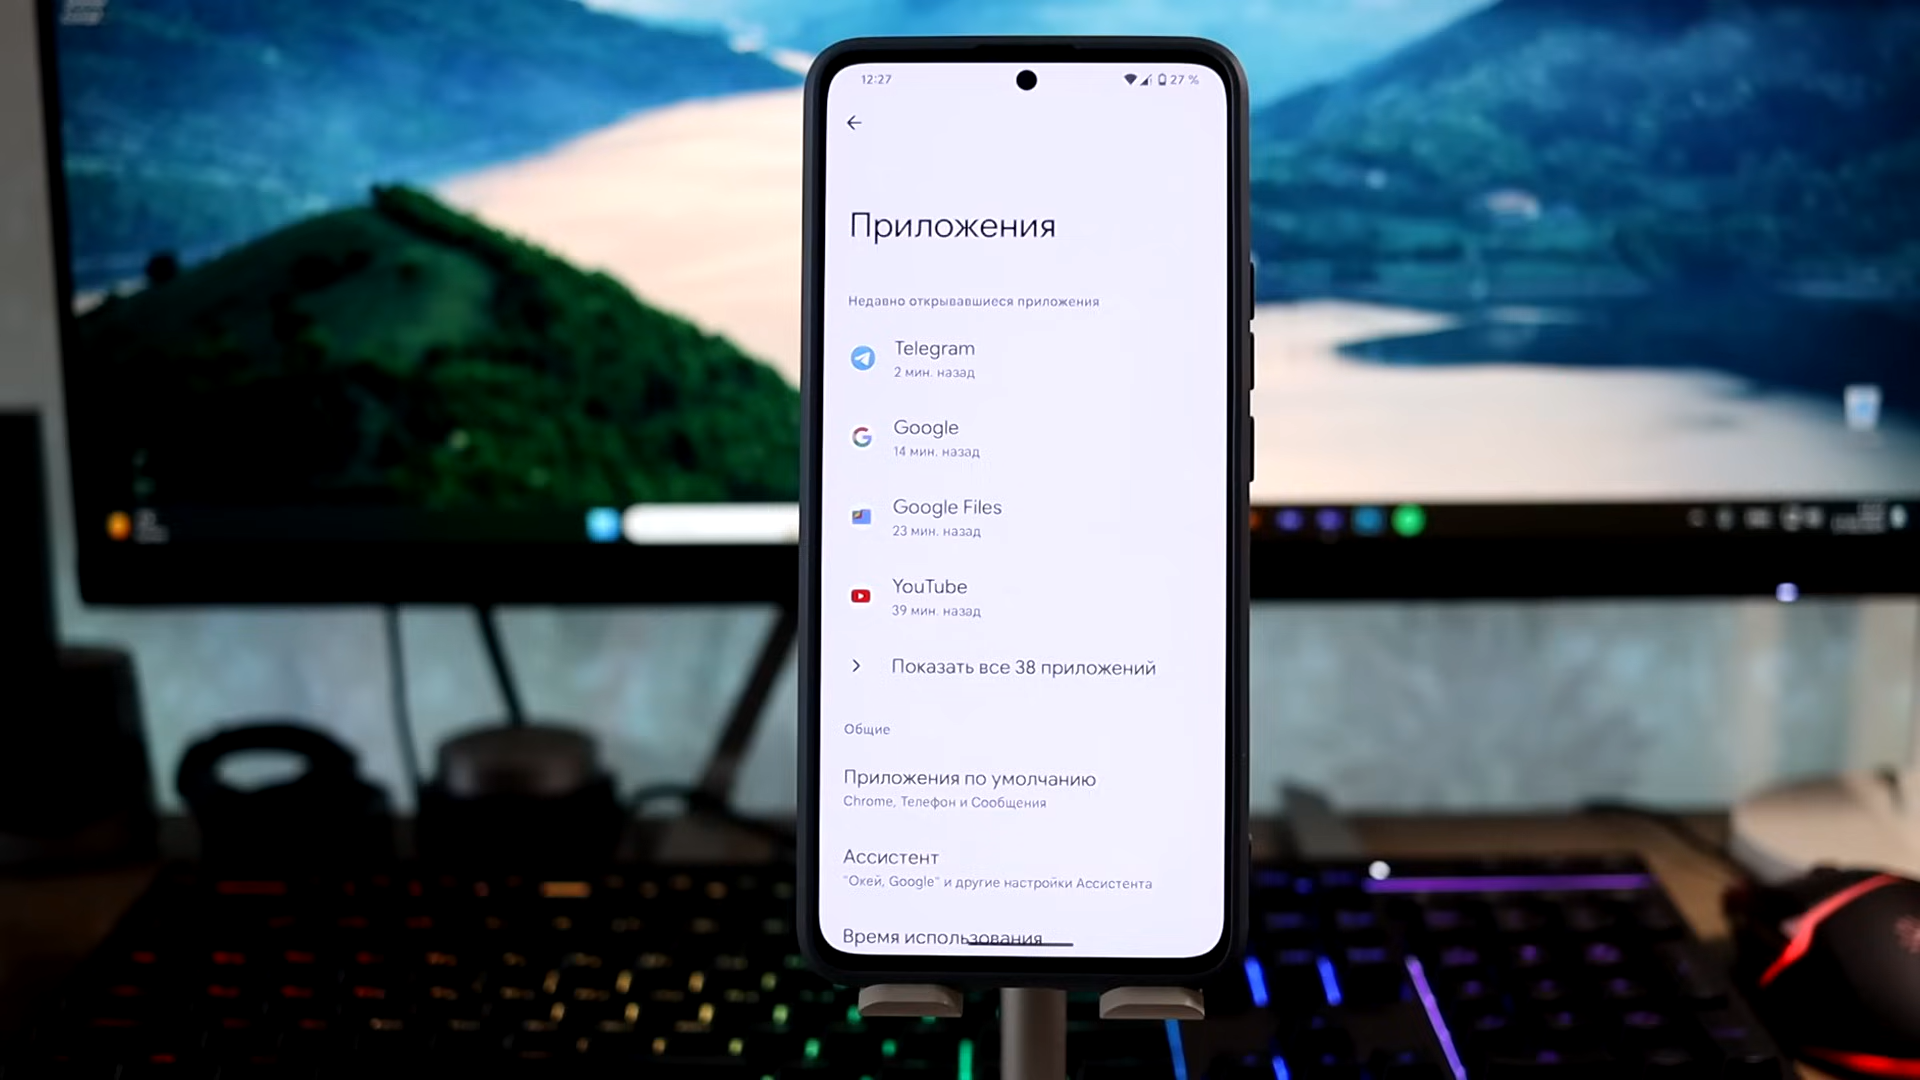 12:27
27 %
Приложения
Недавно открывавшиеся приложения
Telegram
2 мин. назад
Google
14 мин. назад
Google Files
23 мин. назад
YouTube
39 мин. назад
Показать все 38 приложений
Общие
Приложения по умолчанию
Chrome, Телефон и Сообщения
Ассистент
"Окей, Google" и другие настройки Ассистента
Время использования